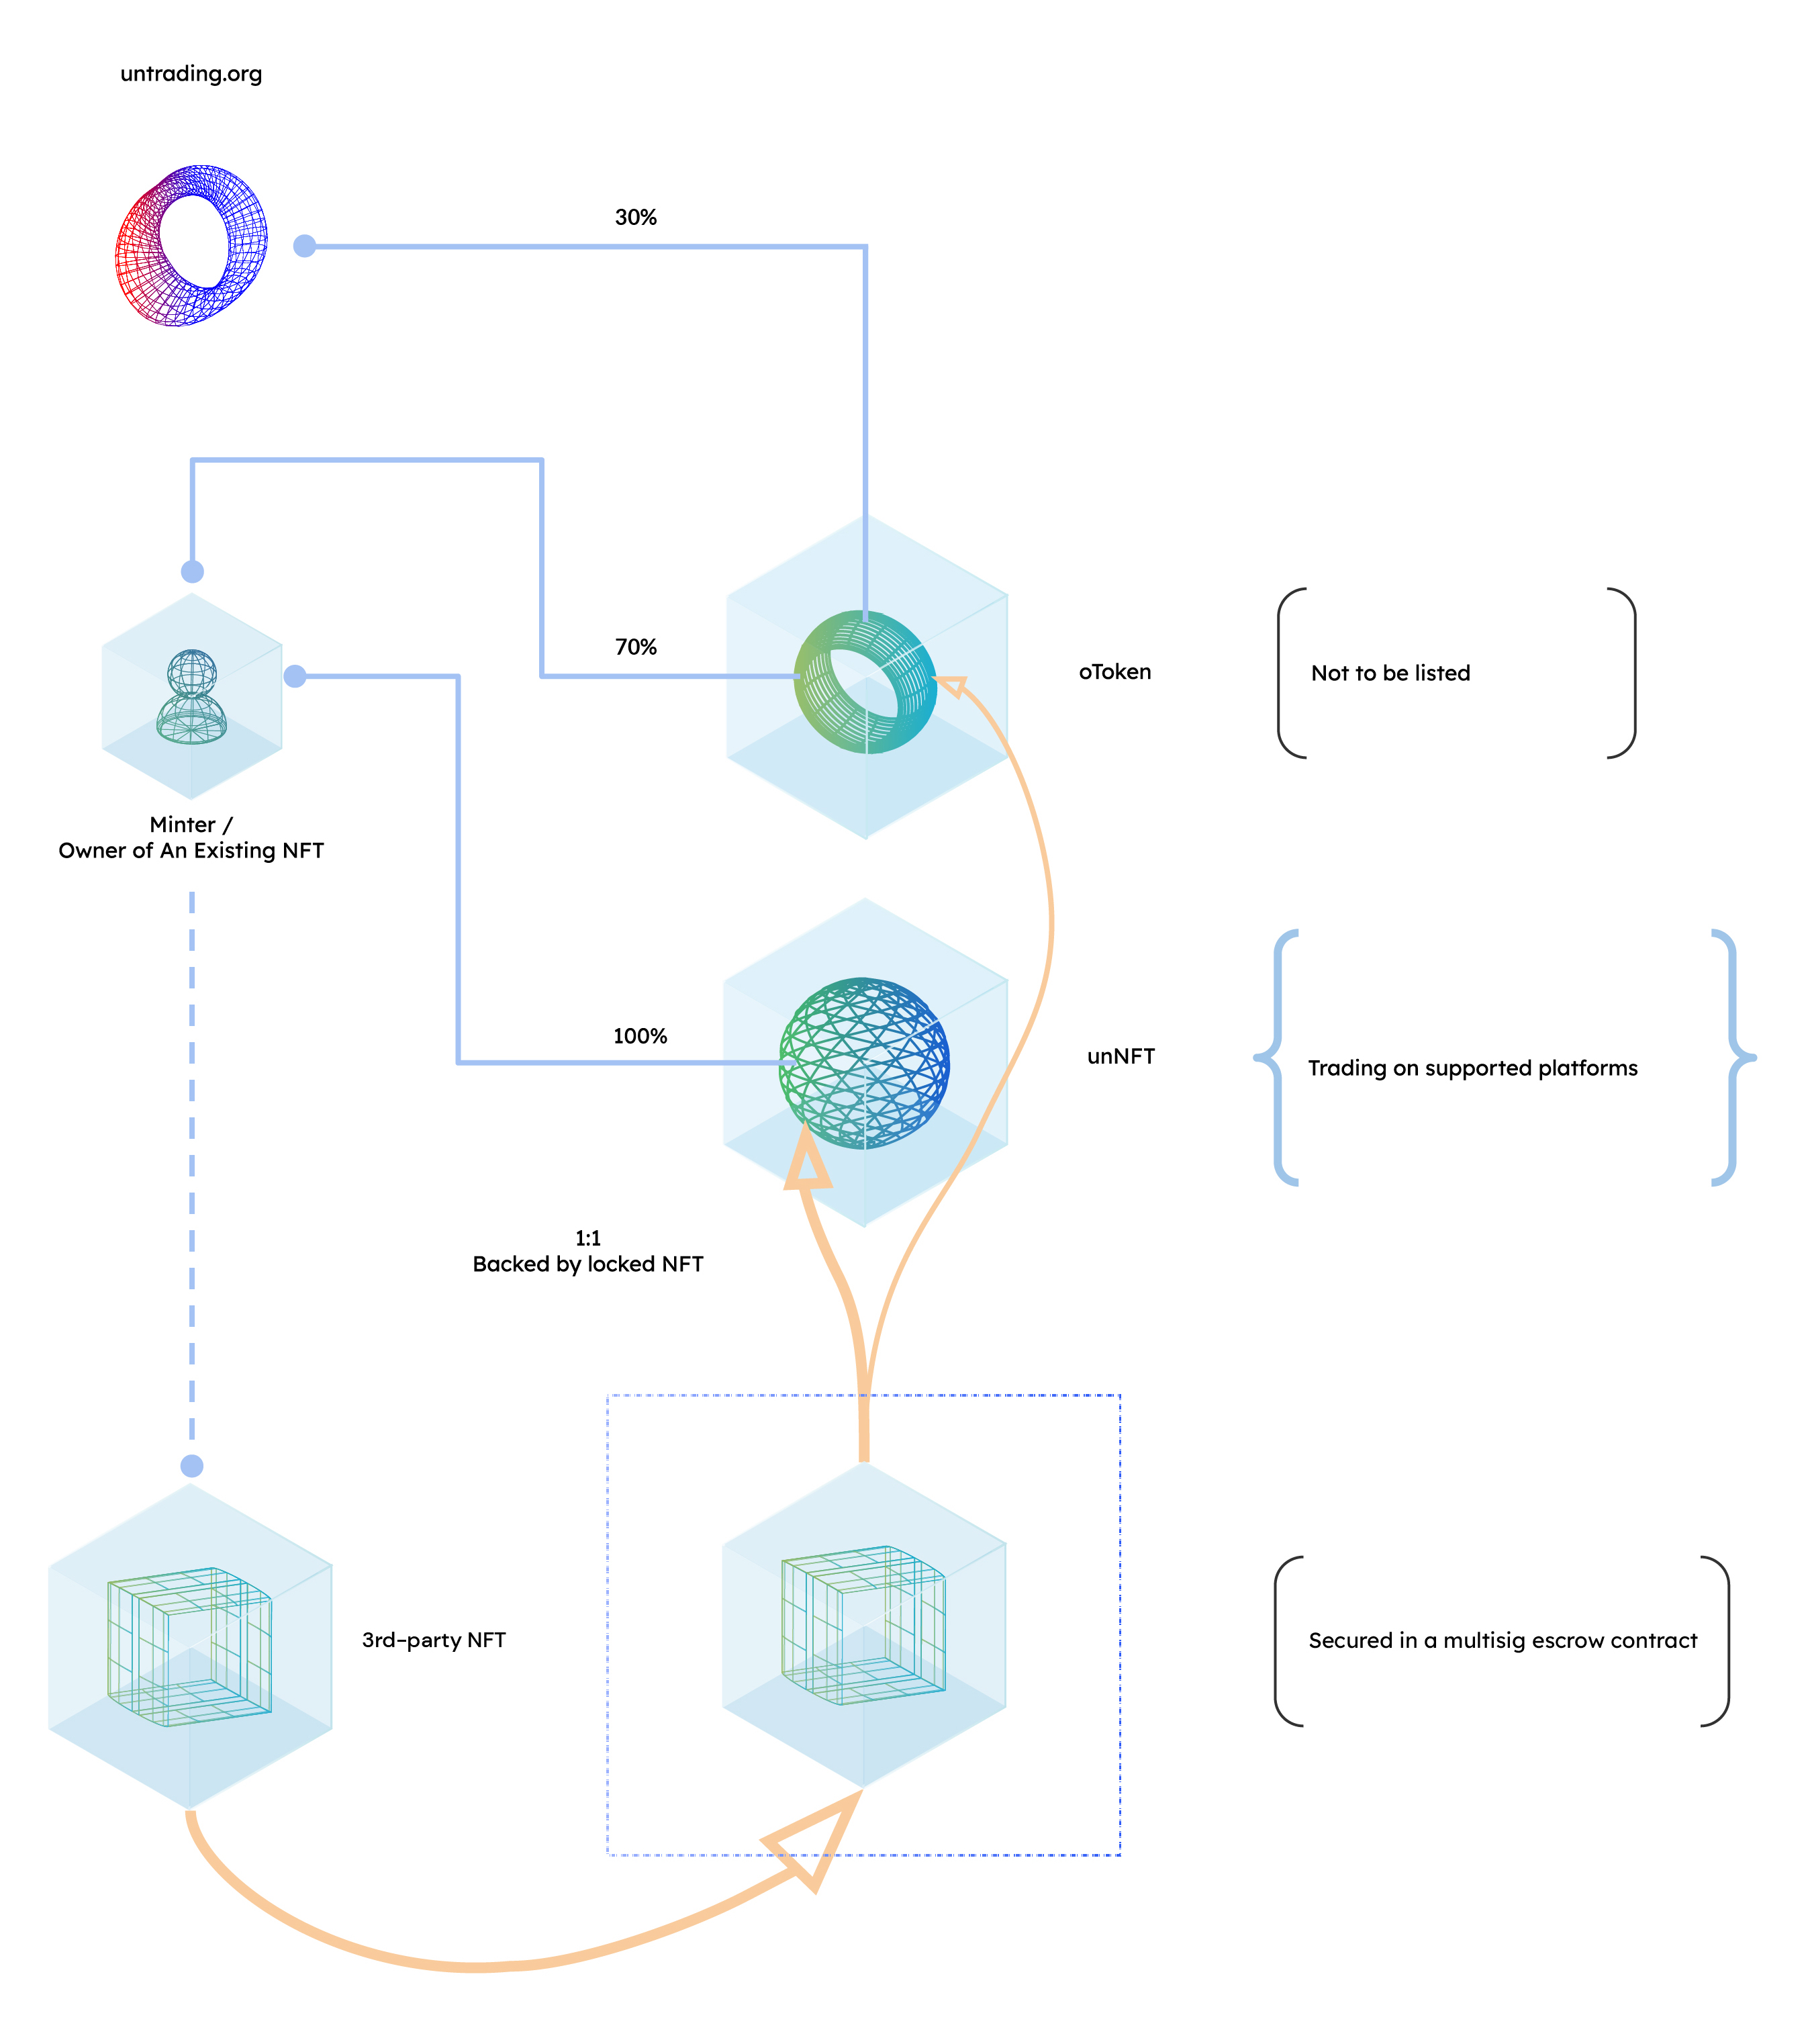 untrading.org
30%
70%
oToken
Not to be listed
Minter /
Owner of An Existing NFT
100%
unNFT
Trading on supported platforms
1:1
Backed by locked NFT
3rd-party NFT
Secured in a multisig escrow contract